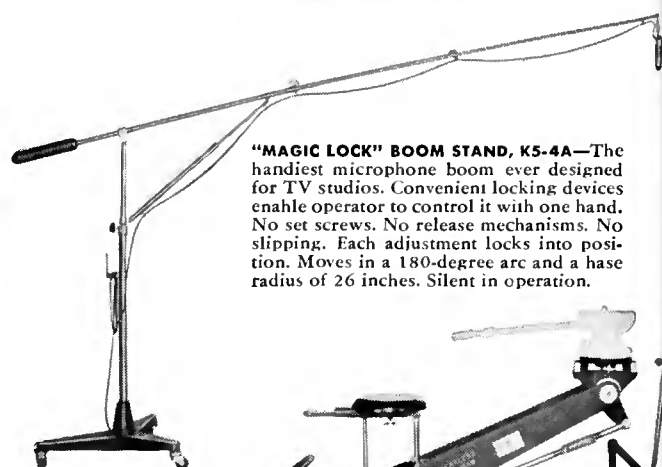 "MAGIC LOCK" BOOM STAND, KS-4A—The
handiest microphone boom ever designed
for TV studios. Convenient locking devices
enable operator to control it with one hand.
No set screws. No release mechanisms. No
slipping. Each adjustment locks into posi-
tion. Moves in a 180-degree arc and a base
radius of 26 inches. Silent in operation.